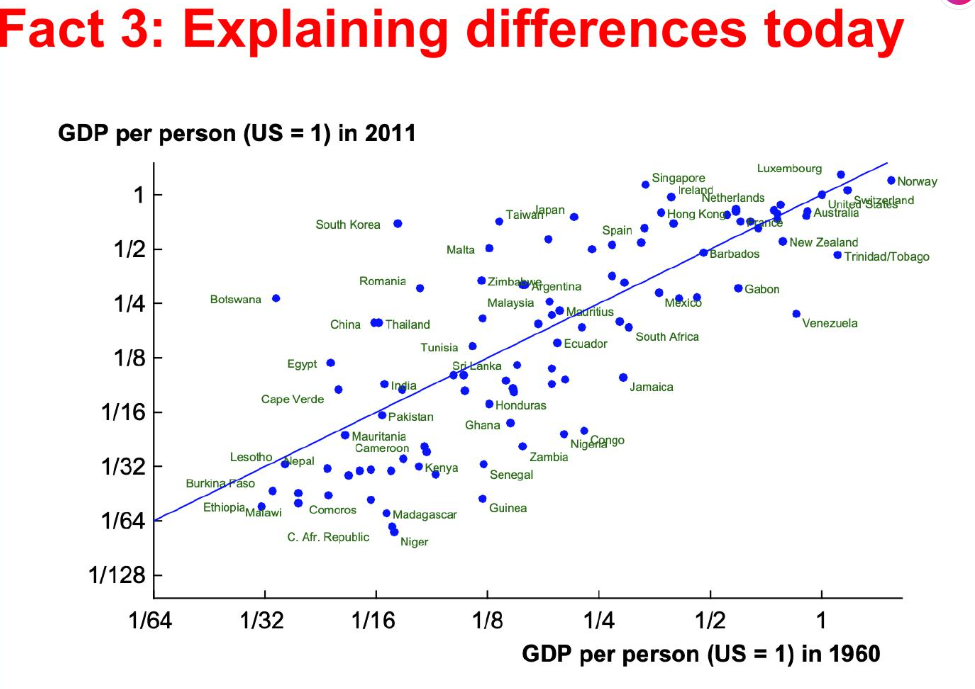 Fact 3: Explaining differences today
GDP per person (US = 1) in 2011
Luxembourg
Singapore
Norway
1
Ireland
Netherlands
Switzerland
United States
Taiwan
Japan
Hong Kong
Australia
South Korea
France
Spain
New Zealand
1/2
Malta
Barbados
Trinidad/Tobago
Romania
Zimbabwe
Argentina
Gabon
Botswana
1/4
Malaysia
Mexico
Mauritius
China
Thailand
Venezuela
South Africa
Tunisia
Ecuador
1/8
Egypt
Sri Lanka
India
Jamaica
Cape Verde
Honduras
1/16
Pakistan
Ghana
Mauritania
Nigeria
Congo
Cameroon
Zambia
Lesotho
Nepal
1/32
Kenya
Senegal
Burkina Faso
Ethiopia
Malawi
Comoros
Guinea
1/64
Madagascar
C. Afr. Republic
Niger
1/128
1/64 1/32 1/16 1/8 1/4 1/2 1
GDP per person (US = 1) in 1960